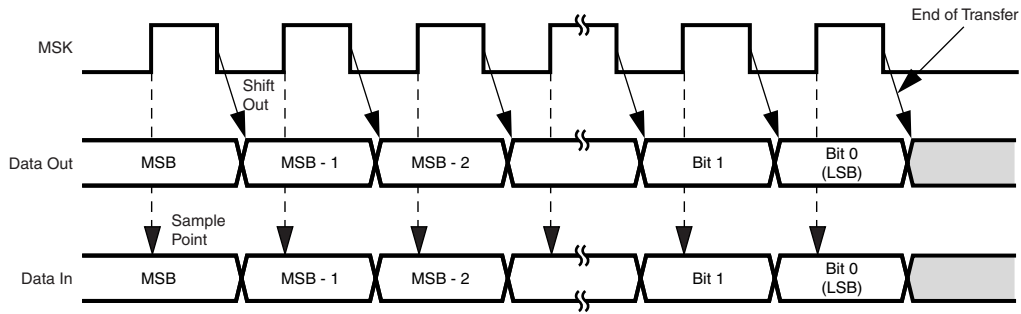 End of Transfer
MSK
Shift
Out
Data Out
MSB
MSB - 1
MSB - 2
Bit 1
Bit 0
(LSB)
Sample
Point
Data In
MSB
MSB - 1
MSB - 2
Bit 1
Bit 0
(LSB)